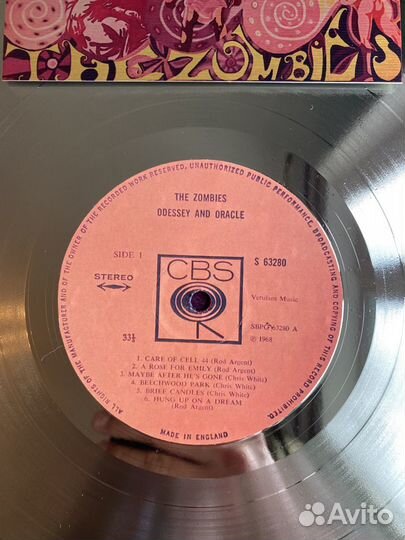 THE ZOMBIES
ALL RIGHTS OF THE MANUFACTURER AND OF THE OWNER OF THE RECORDED WORK RESERVED. UNAUTHORIZED PUBLIC PERFORMANCE, BROADCASTING AND COPYING OF THIS RECORD PROHIBITED.
THE ZOMBIES
ODESSEY AND ORACLE
SIDE 1
CBS
S 63280
STEREO
Verulam Music
SBPG 63280 A
33⅓
℗ 1968
1. CARE OF CELL 44 (Rod Argent)
2. A ROSE FOR EMILY (Rod Argent)
3. MAYBE AFTER HE'S GONE (Chris White)
4. BEECHWOOD PARK (Chris White)
5. BRIEF CANDLES (Chris White)
6. HUNG UP ON A DREAM
(Rod Argent)
MADE IN ENGLAND
Avito